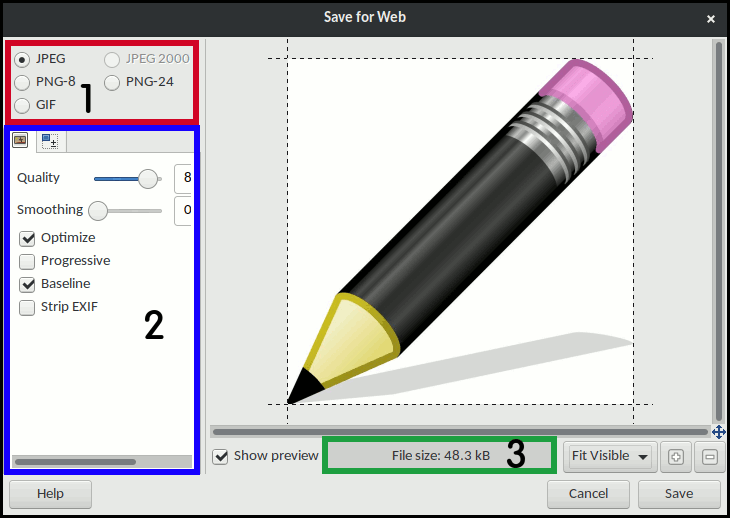 Save for Web
JPEG
JPEG 2000
PNG-8
PNG-24
GIF
1
Quality
8
Smoothing
0
Optimize
Progressive
Baseline
Strip EXIF
2
Show preview
File size: 48.3 kB
3
Fit Visible
Help
Cancel
Save